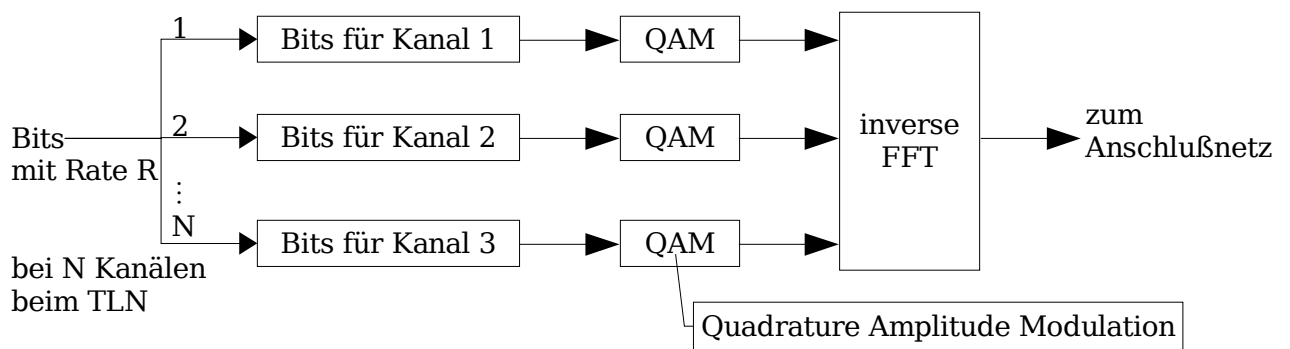 1
Bits für Kanal 1
QAM
2
Bits für Kanal 2
QAM
inverse
FFT
zum
Anschlußnetz
Bits
mit Rate R
⋮
N
Bits für Kanal 3
QAM
bei N Kanälen
beim TLN
Quadrature Amplitude Modulation